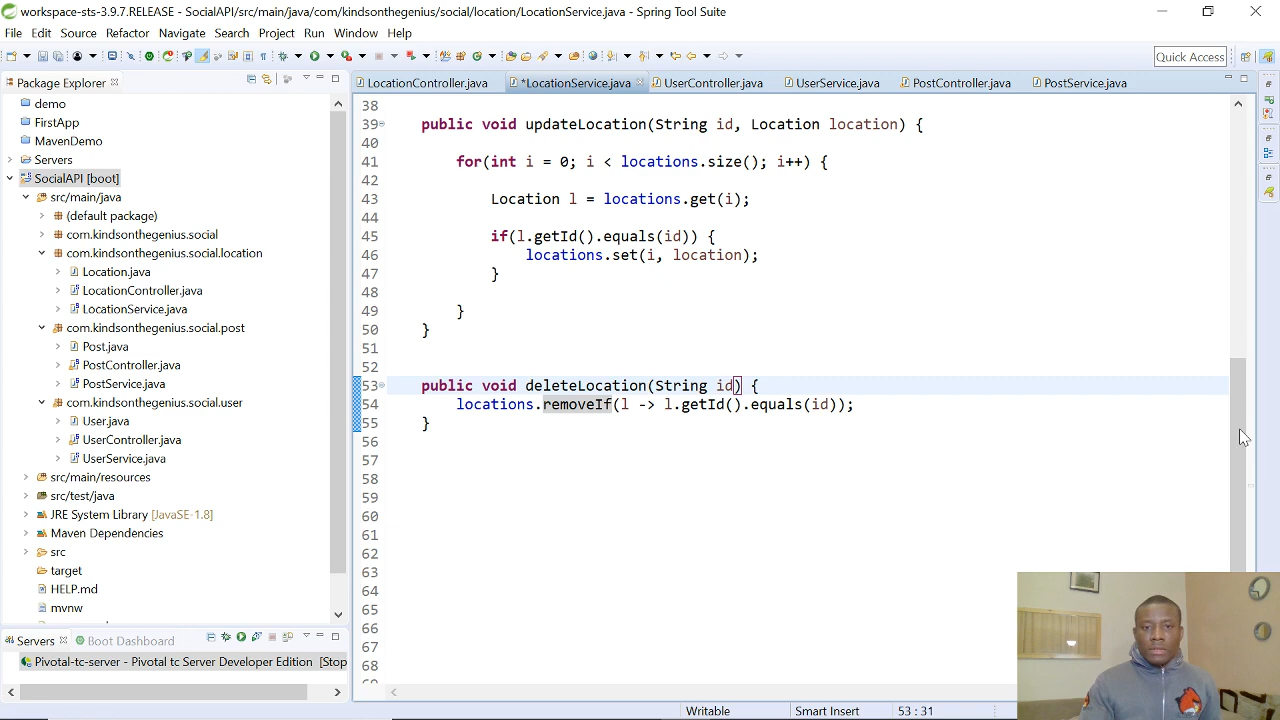 workspace-sts-3.9.7.RELEASE - SocialAPI/src/main/java/com/kindsonthegenius/social/location/LocationService.java - Spring Tool Suite
File Edit Source Refactor Navigate Search Project Run Window Help
Quick Access
Package Explorer
LocationController.java *LocationService.java UserController.java UserService.java PostController.java PostService.java
demo
FirstApp
MavenDemo
Servers
SocialAPI [boot]
src/main/java
(default package)
com.kindsonthegenius.social
com.kindsonthegenius.social.location
Location.java
LocationController.java
LocationService.java
com.kindsonthegenius.social.post
Post.java
PostController.java
PostService.java
com.kindsonthegenius.social.user
User.java
UserController.java
UserService.java
src/main/resources
src/test/java
JRE System Library [JavaSE-1.8]
Maven Dependencies
src
target
HELP.md
mvnw
38
39 public void updateLocation(String id, Location location) {
40
41 for(int i = 0; i < locations.size(); i++) {
42
43 Location l = locations.get(i);
44
45 if(l.getId().equals(id)) {
46 locations.set(i, location);
47 }
48
49 }
50 }
51
52
53 public void deleteLocation(String id) {
54 locations.removeIf(l -> l.getId().equals(id));
55 }
56
57
58
59
60
61
62
63
64
65
66
67
68
Servers Boot Dashboard
Pivotal-tc-server - Pivotal tc Server Developer Edition [Stop
Writable Smart Insert 53 : 31